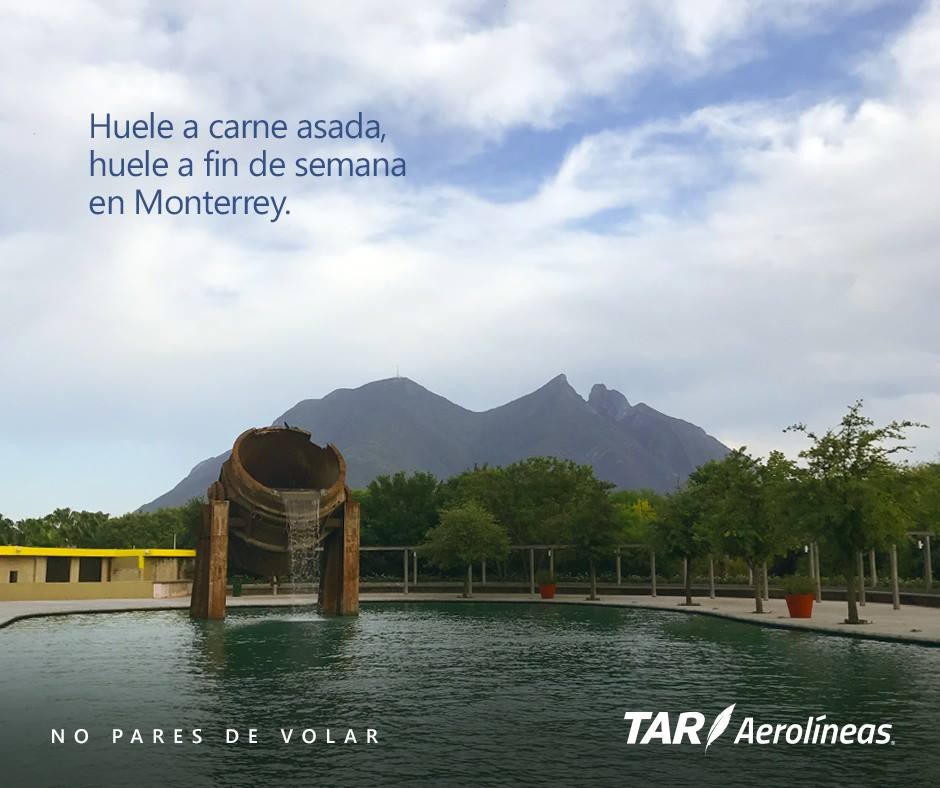 Huele a carne asada,
huele a fin de semana
en Monterrey.
NO PARES DE VOLAR
TAR Aerolíneas